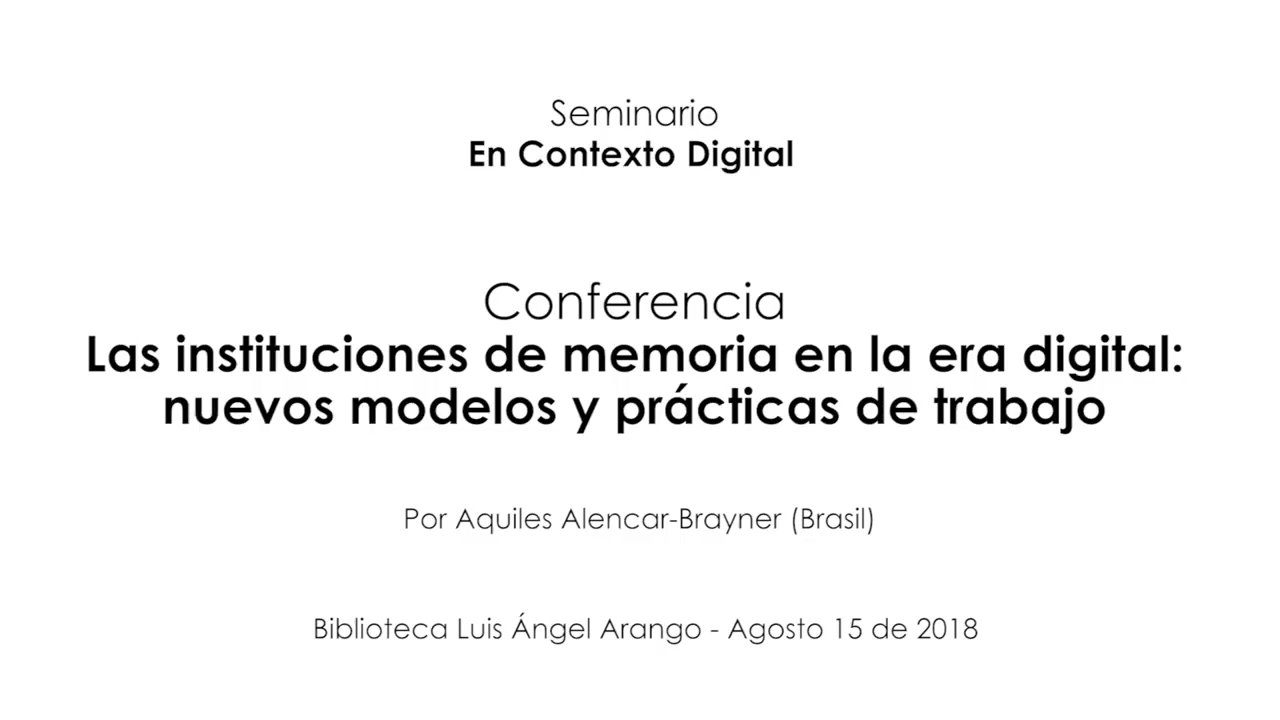 Seminario
En Contexto Digital
Conferencia
Las instituciones de memoria en la era digital:
nuevos modelos y prácticas de trabajo
Por Aquiles Alencar-Brayner (Brasil)
Biblioteca Luis Ángel Arango - Agosto 15 de 2018